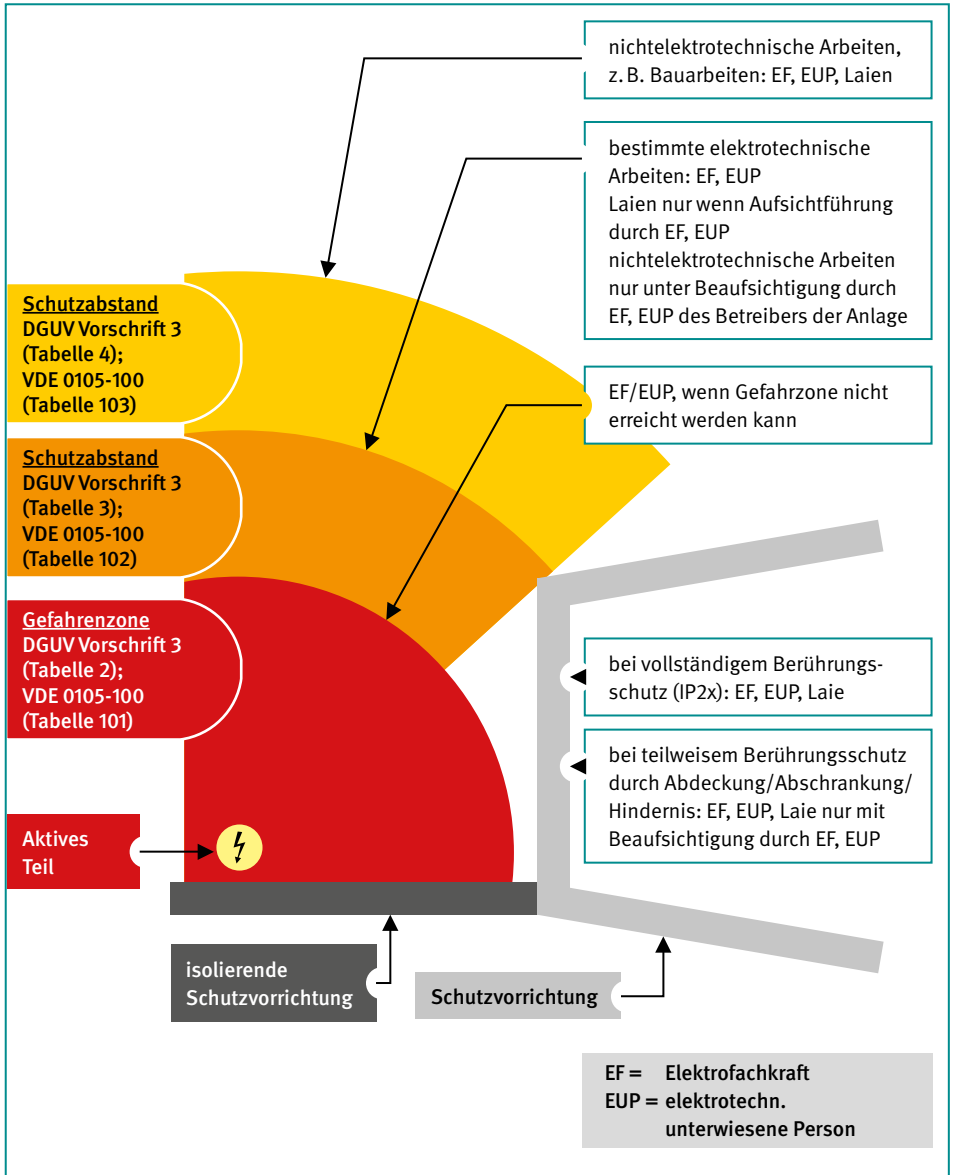 nichtelektrotechnische Arbeiten,
z. B. Bauarbeiten: EF, EUP, Laien
bestimmte elektrotechnische
Arbeiten: EF, EUP
Laien nur wenn Aufsichtführung
durch EF, EUP
nichtelektrotechnische Arbeiten
nur unter Beaufsichtigung durch
EF, EUP des Betreibers der Anlage
Schutzabstand
DGUV Vorschrift 3
(Tabelle 4);
VDE 0105-100
(Tabelle 103)
EF/EUP, wenn Gefahrzone nicht
erreicht werden kann
Schutzabstand
DGUV Vorschrift 3
(Tabelle 3);
VDE 0105-100
(Tabelle 102)
Gefahrenzone
DGUV Vorschrift 3
(Tabelle 2);
VDE 0105-100
(Tabelle 101)
bei vollständigem Berührungs-
schutz (IP2x): EF, EUP, Laie
bei teilweisem Berührungsschutz
durch Abdeckung/Abschrankung/
Hindernis: EF, EUP, Laie nur mit
Beaufsichtigung durch EF, EUP
Aktives
Teil
isolierende
Schutzvorrichtung
Schutzvorrichtung
EF = Elektrofachkraft
EUP = elektrotechn.
unterwiesene Person